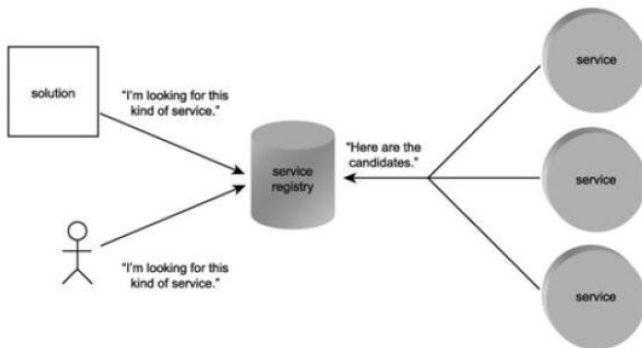 solution
"I'm looking for this
kind of service."
service
registry
"Here are the
candidates."
service
service
service
"I'm looking for this
kind of service."